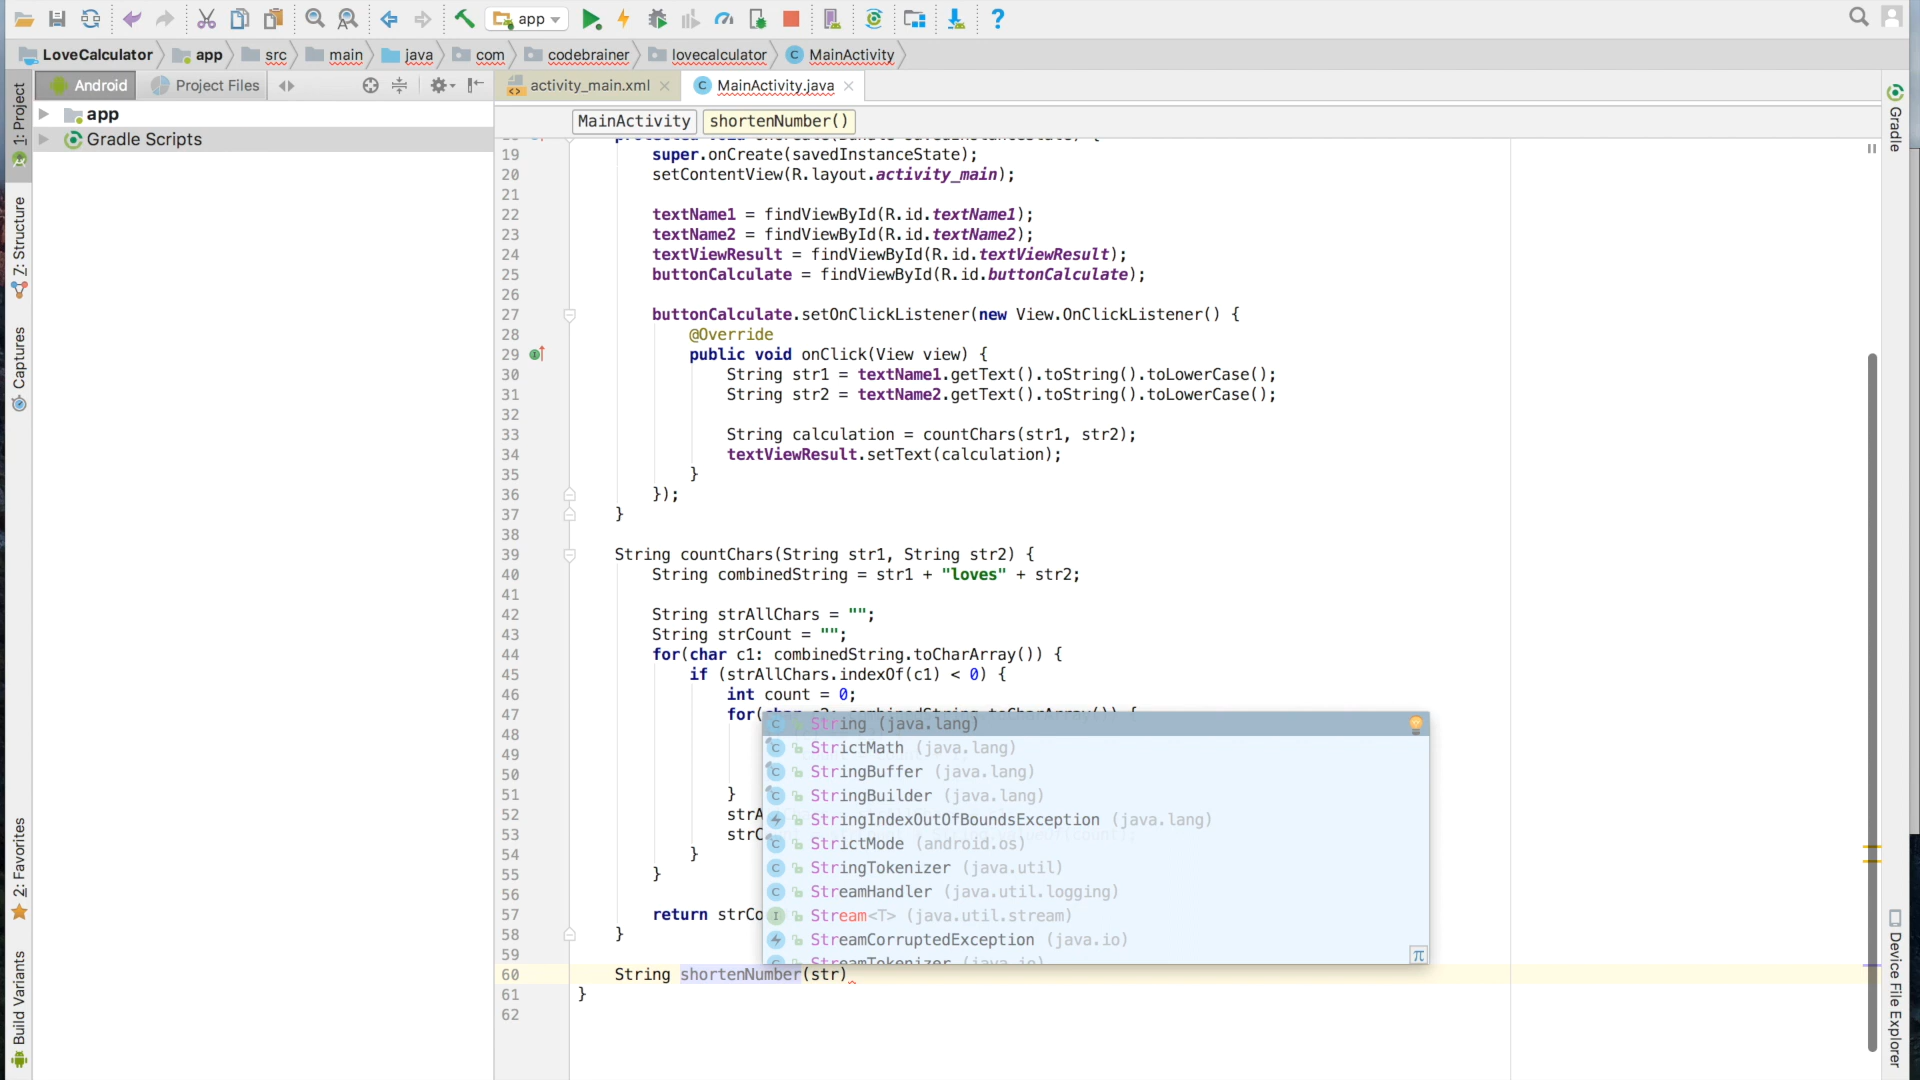 app
LoveCalculator
app
src
main
java
com
codebrainer
lovecalculator
MainActivity
Android
Project Files
activity_main.xml
MainActivity.java
app
Gradle Scripts
1: Project
Z: Structure
Captures
2: Favorites
Build Variants
Gradle
Device File Explorer
MainActivity
shortenNumber()
19 super.onCreate(savedInstanceState);
20 setContentView(R.layout.activity_main);
21
22 textName1 = findViewById(R.id.textName1);
23 textName2 = findViewById(R.id.textName2);
24 textViewResult = findViewById(R.id.textViewResult);
25 buttonCalculate = findViewById(R.id.buttonCalculate);
26
27 buttonCalculate.setOnClickListener(new View.OnClickListener() {
28 @Override
29 public void onClick(View view) {
30 String str1 = textName1.getText().toString().toLowerCase();
31 String str2 = textName2.getText().toString().toLowerCase();
32
33 String calculation = countChars(str1, str2);
34 textViewResult.setText(calculation);
35 }
36 });
37 }
38
39 String countChars(String str1, String str2) {
40 String combinedString = str1 + "loves" + str2;
41
42 String strAllChars = "";
43 String strCount = "";
44 for(char c1: combinedString.toCharArray()) {
45 if (strAllChars.indexOf(c1) < 0) {
46 int count = 0;
47 for(
48
49
50
51 }
52 strA
53 strC
54 }
55 }
56
57 return strCo
58 }
59
60 String shortenNumber(str)
61 }
62
String (java.lang)
StrictMath (java.lang)
StringBuffer (java.lang)
StringBuilder (java.lang)
StringIndexOutOfBoundsException (java.lang)
StrictMode (android.os)
StringTokenizer (java.util)
StreamHandler (java.util.logging)
Stream<T> (java.util.stream)
StreamCorruptedException (java.io)
StreamTokenizer (java.io)
π